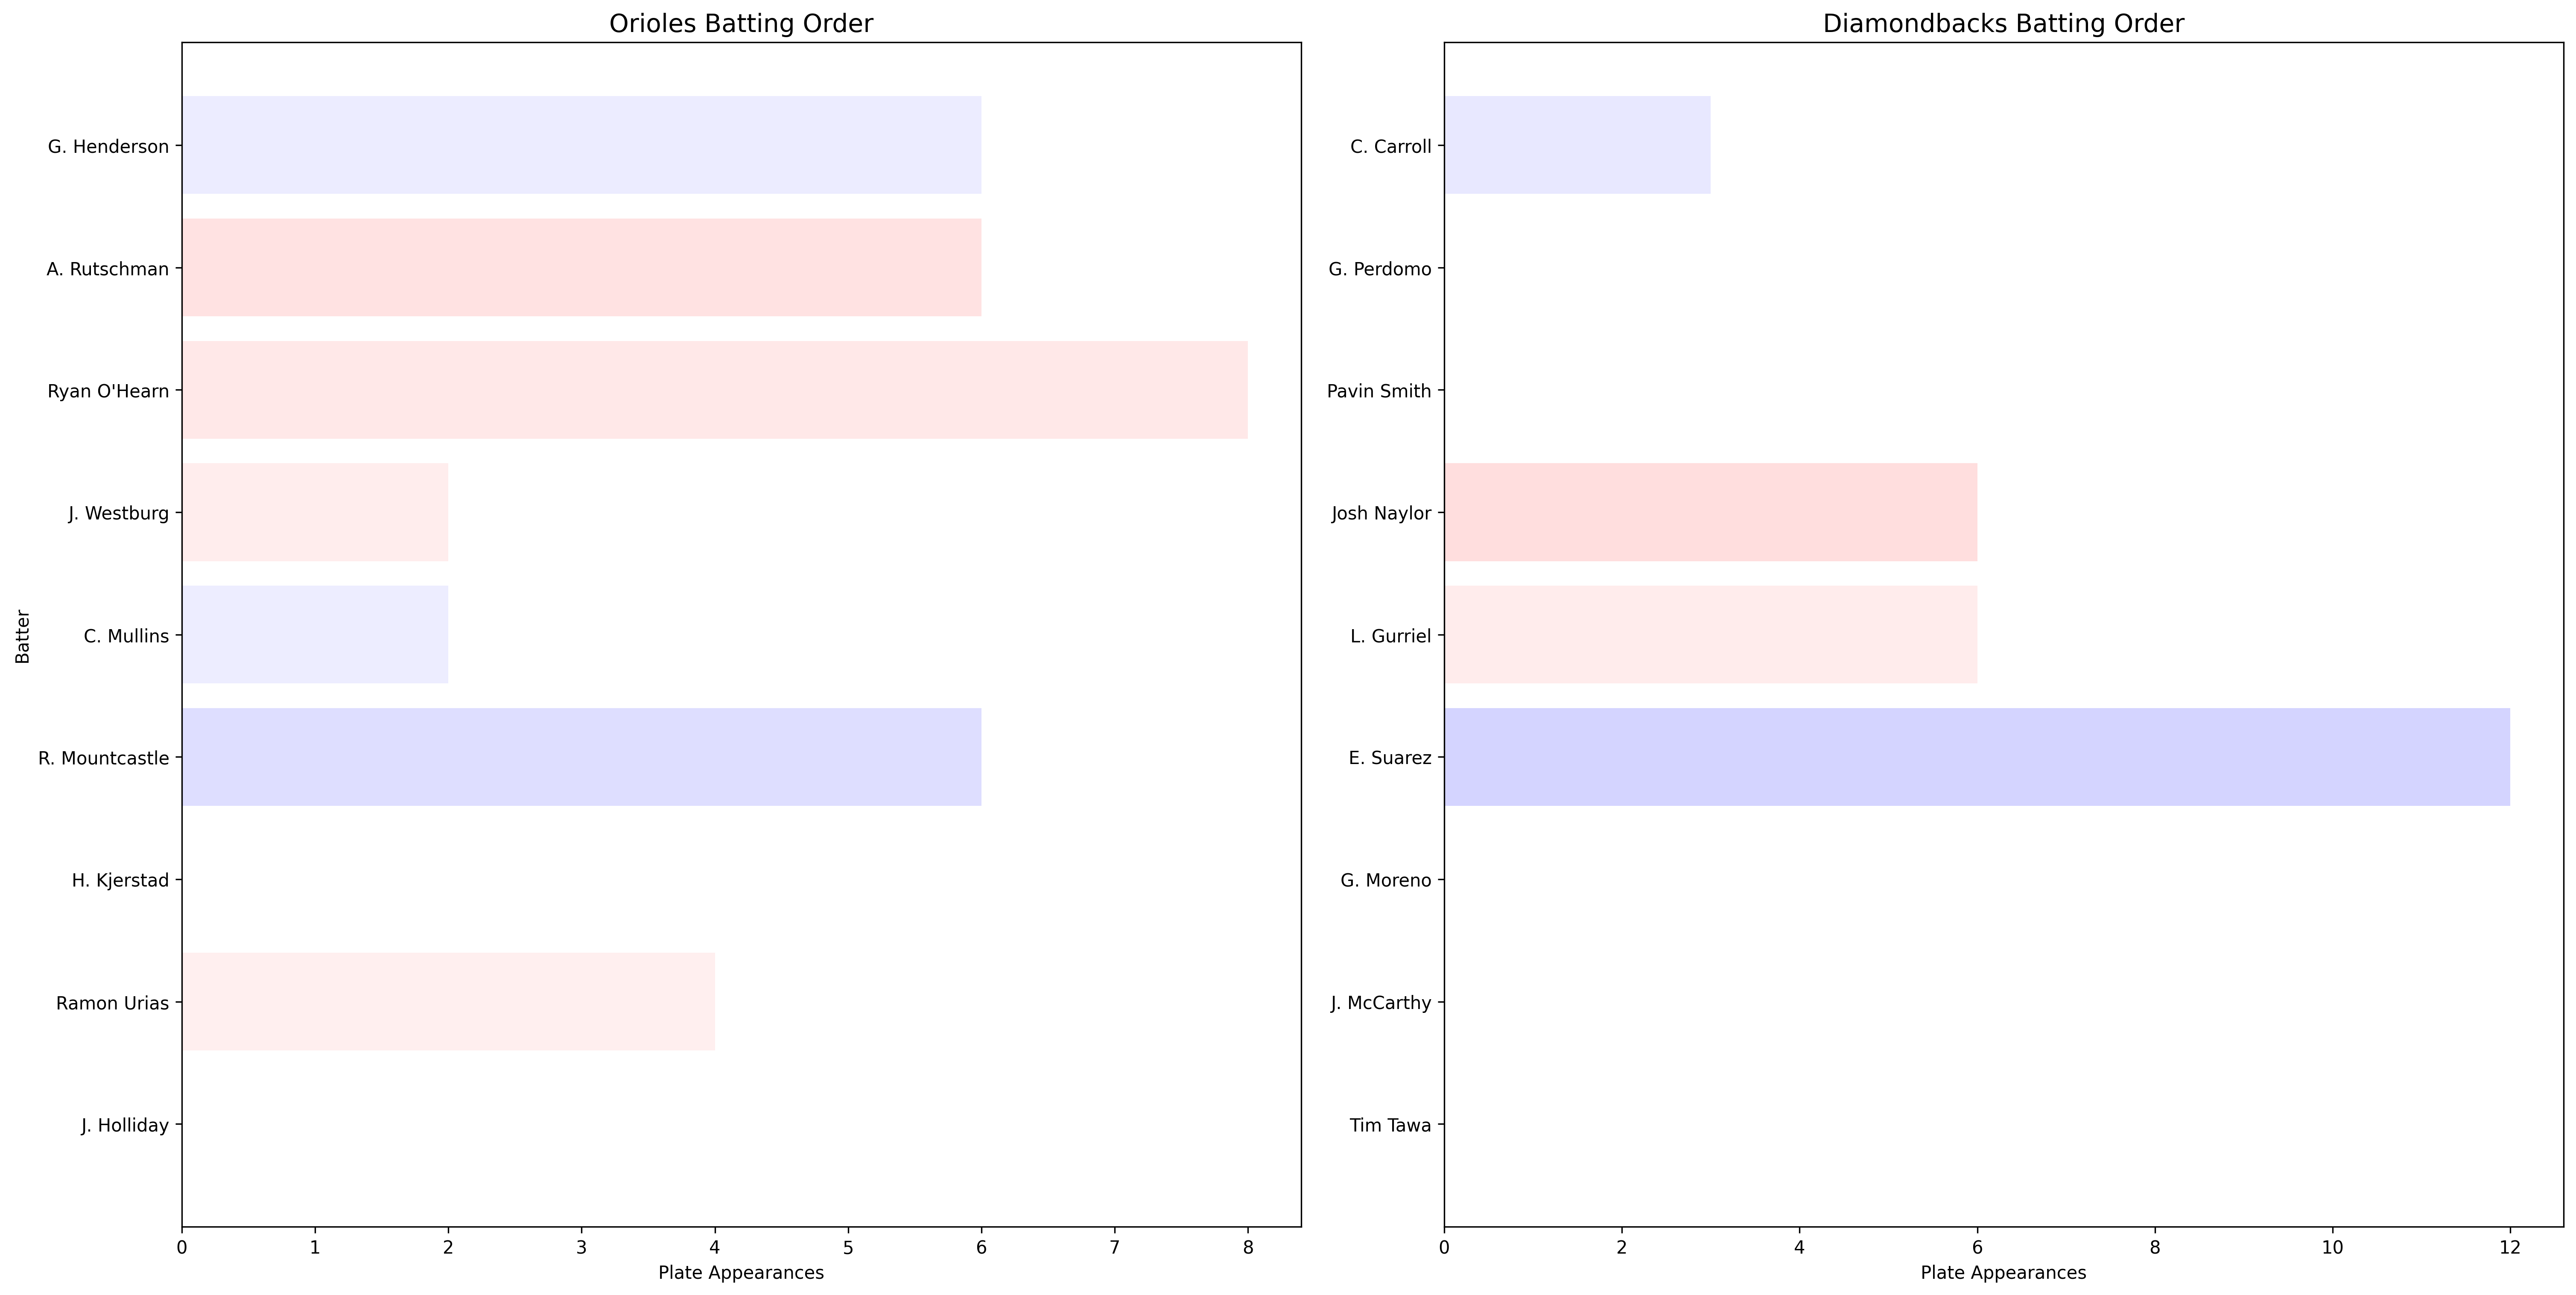 Orioles Batting Order
Batter
G. Henderson
A. Rutschman
Ryan O'Hearn
J. Westburg
C. Mullins
R. Mountcastle
H. Kjerstad
Ramon Urias
J. Holliday
0 1 2 3 4 5 6 7 8
Plate Appearances
Diamondbacks Batting Order
C. Carroll
G. Perdomo
Pavin Smith
Josh Naylor
L. Gurriel
E. Suarez
G. Moreno
J. McCarthy
Tim Tawa
0 2 4 6 8 10 12
Plate Appearances